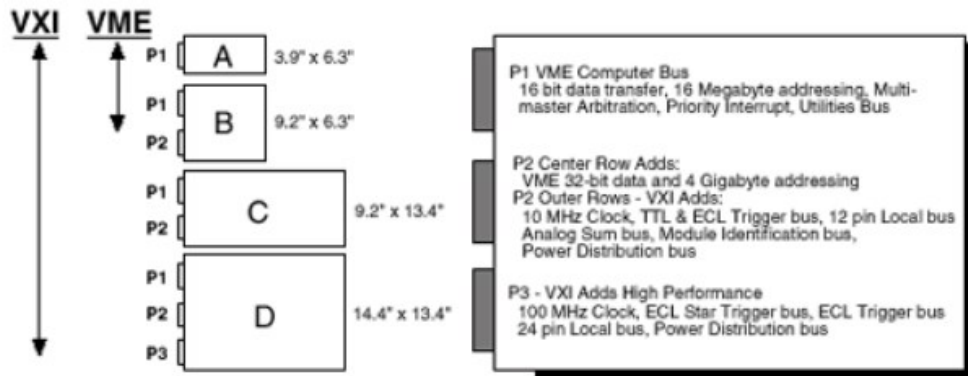 VXI VME
P1 A 3.9" x 6.3"
P1
B 9.2" x 6.3"
P2
P1
C 9.2" x 13.4"
P2
P1
P2 D 14.4" x 13.4"
P3
P1 VME Computer Bus
16 bit data transfer, 16 Megabyte addressing, Multi-
master Arbitration, Priority Interrupt, Utilities Bus
P2 Center Row Adds:
VME 32-bit data and 4 Gigabyte addressing
P2 Outer Rows - VXI Adds:
10 MHz Clock, TTL & ECL Trigger bus, 12 pin Local bus
Analog Sum bus, Module Identification bus,
Power Distribution bus
P3 - VXI Adds High Performance
100 MHz Clock, ECL Star Trigger bus, ECL Trigger bus
24 pin Local bus, Power Distribution bus